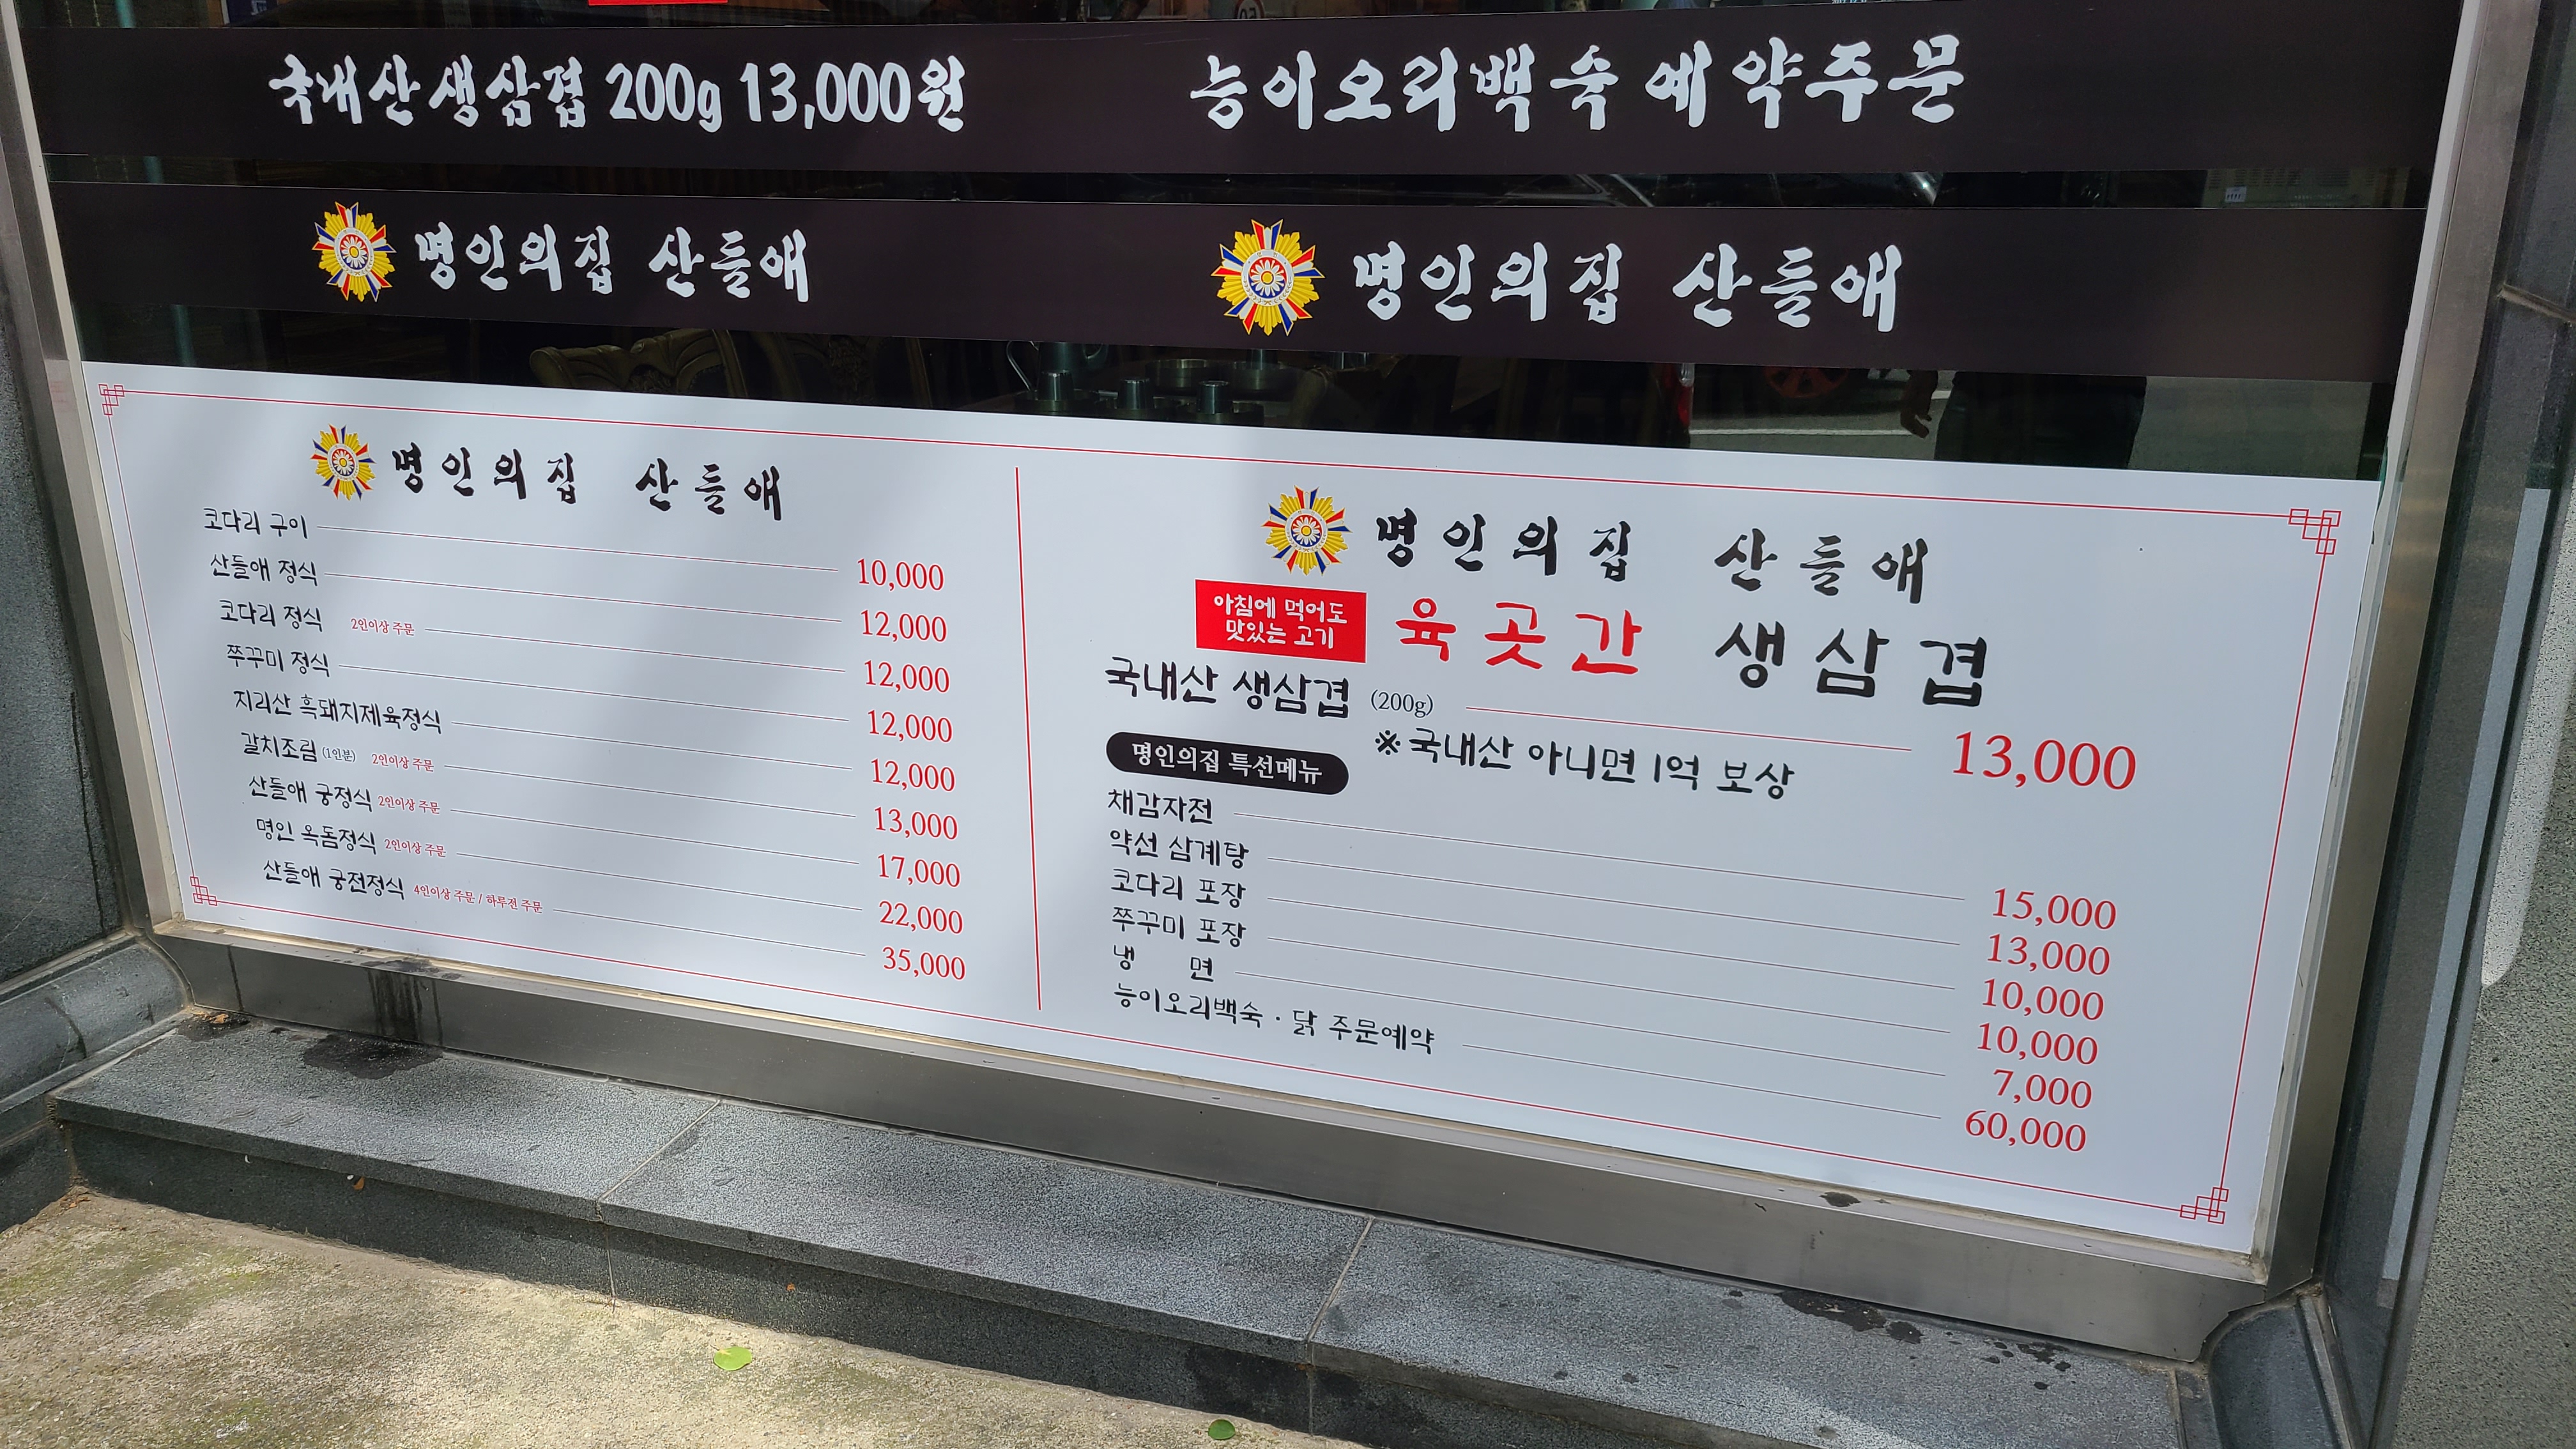 국내산생삼겹 200g 13,000원
능이오리백숙 예약주문
명인의집 산들애
명인의집 산들애
명인의집 산들애
코다리 구이 10,000
산들애 정식 12,000
코다리 정식 2인이상 주문 12,000
쭈꾸미 정식 12,000
지리산 흑돼지제육정식 12,000
갈치조림 (1인분) 2인이상 주문 13,000
산들애 궁정식 2인이상 주문 17,000
명인 옥돔정식 2인이상 주문 22,000
산들애 궁전정식 4인이상 주문 / 하루전 주문 35,000
명인의집 산들애
아침에 먹어도
맛있는 고기
육곳간 생삼겹
국내산 생삼겹 (200g) 13,000
※국내산 아니면 1억 보상
명인의집 특선메뉴
채감자전 15,000
약선 삼계탕 13,000
코다리 포장 10,000
쭈꾸미 포장 10,000
냉 면 7,000
능이오리백숙 · 닭 주문예약 60,000